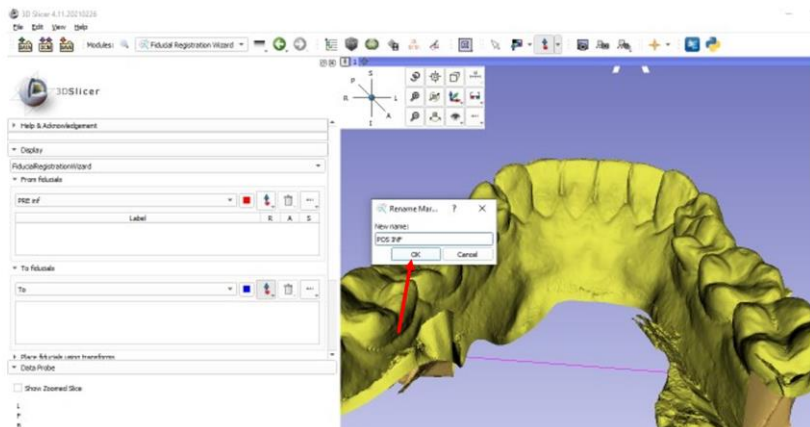 3D Slicer 4.11.20210226
File Edit View Help
Modules: Fiducial Registration Wizard
1
3DSlicer
Help & Acknowledgement
Display
FiducialRegistrationWizard
From fiducials
PRE inf
Label R A S
To fiducials
To
Place fiducials using transforms
Data Probe
Show Zoomed Slice
L
F
B
S
P
R L
A
I
Rename Mar... ? X
New name:
POS INF
OK Cancel